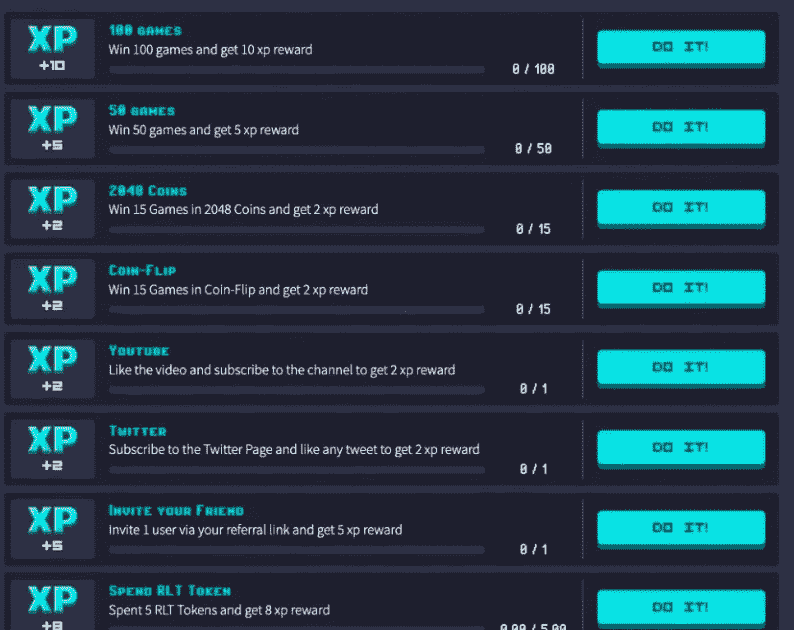 XP
+10
100 games
Win 100 games and get 10 xp reward
0 / 100
DO IT!
XP
+5
50 games
Win 50 games and get 5 xp reward
0 / 50
DO IT!
XP
+2
2048 Coins
Win 15 Games in 2048 Coins and get 2 xp reward
0 / 15
DO IT!
XP
+2
Coin-Flip
Win 15 Games in Coin-Flip and get 2 xp reward
0 / 15
DO IT!
XP
+2
Youtube
Like the video and subscribe to the channel to get 2 xp reward
0 / 1
DO IT!
XP
+2
Twitter
Subscribe to the Twitter Page and like any tweet to get 2 xp reward
0 / 1
DO IT!
XP
+5
Invite your Friend
Invite 1 user via your referral link and get 5 xp reward
0 / 1
DO IT!
XP
+8
Spend RLT Token
Spent 5 RLT Tokens and get 8 xp reward
0.00 / 5.00
DO IT!